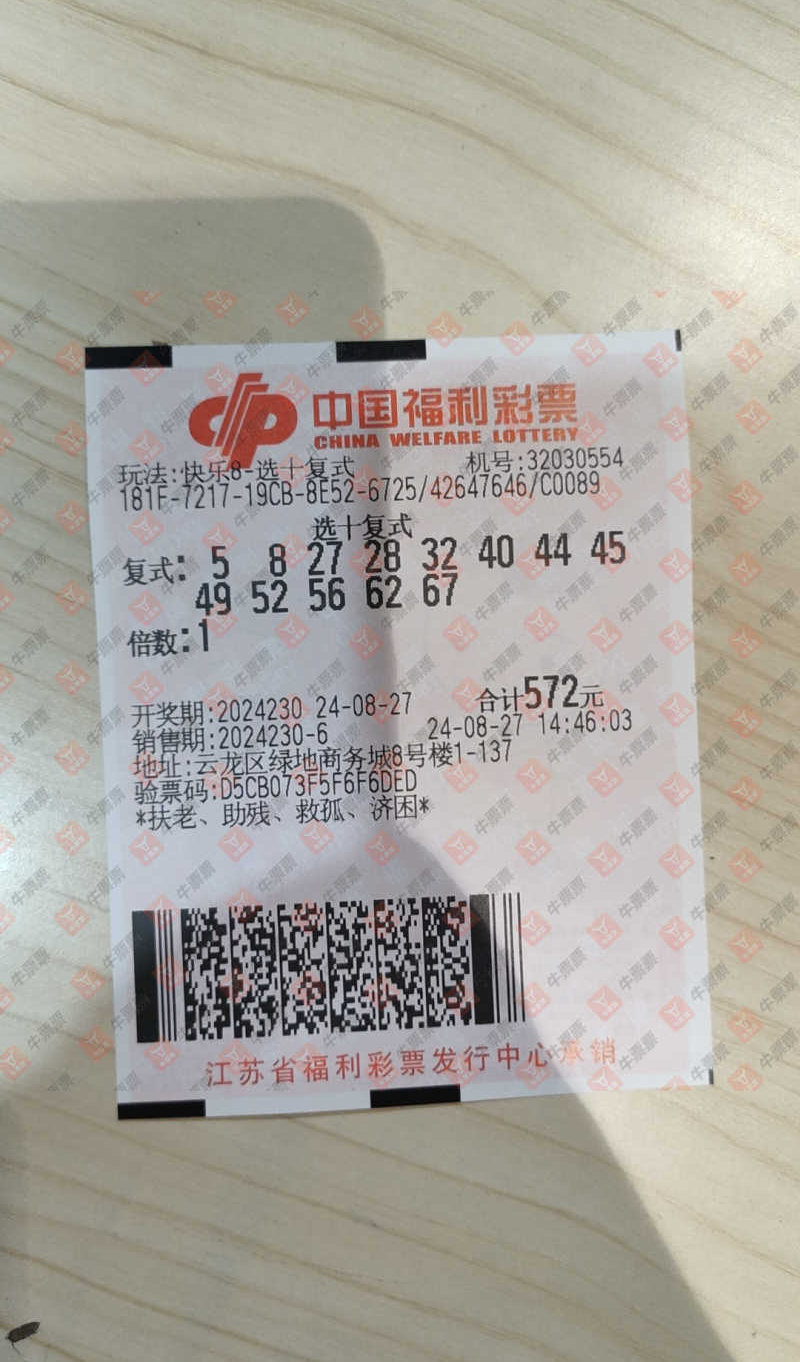 中国福利彩票
CHINA WELFARE LOTTERY
玩法:快乐8-选十复式 机号:32030554
181F-7217-19CB-8E52-6725/42647646/C0089
选十复式
复式: 5 8 27 28 32 40 44 45
49 52 56 62 67
倍数:1
开奖期:2024230 24-08-27 合计572元
销售期:2024230-6 24-08-27 14:46:03
地址:云龙区绿地商务城8号楼1-137
验票码:D5CB073F5F6F6DED
*扶老、助残、救孤、济困*
江苏省福利彩票发行中心承销
牛票票